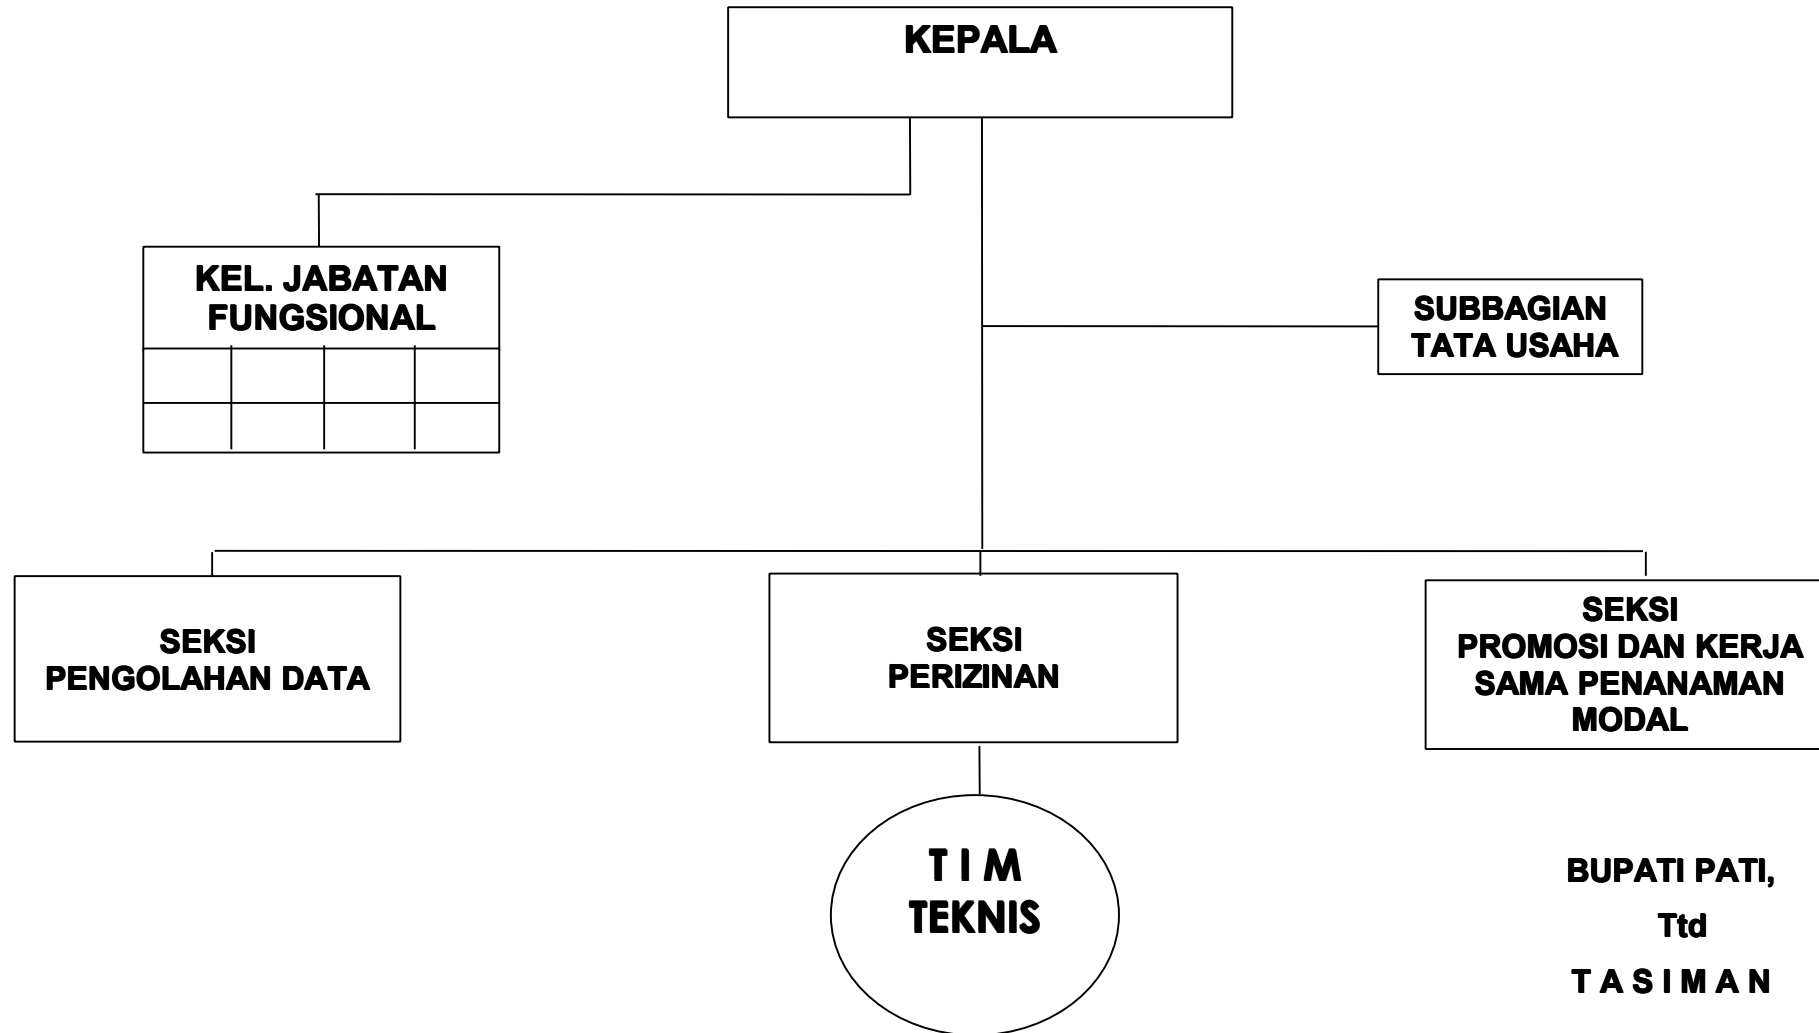 KEPALA
KEL. JABATAN
FUNGSIONAL
SUBBAGIAN
TATA USAHA
SEKSI
PENGOLAHAN DATA
SEKSI
PERIZINAN
SEKSI
PROMOSI DAN KERJA
SAMA PENANAMAN
MODAL
T I M
TEKNIS
BUPATI PATI,
Ttd
T A S I M A N